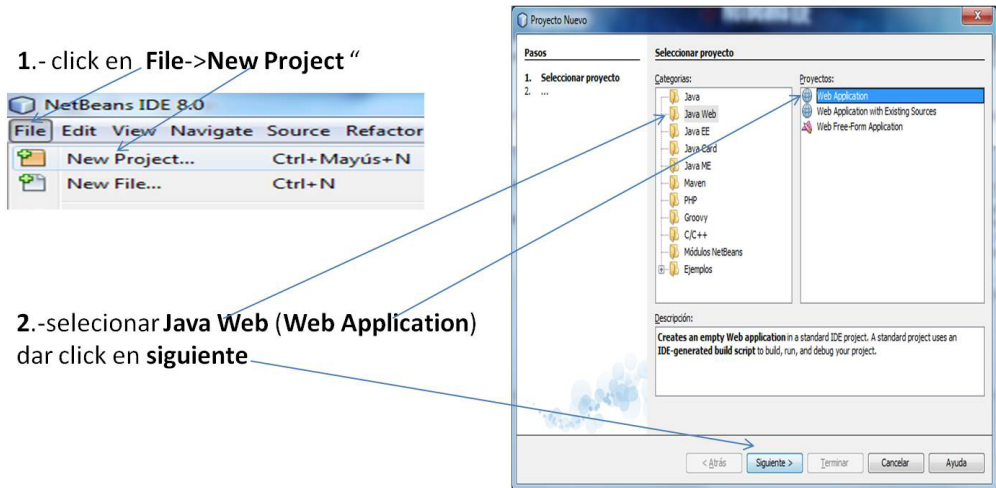 1.- click en File->New Project “
NetBeans IDE 8.0
File Edit View Navigate Source Refactor
New Project... Ctrl+Mayús+N
New File... Ctrl+N
2.-selecionar Java Web (Web Application)
dar click en siguiente
Proyecto Nuevo
Pasos
1. Seleccionar proyecto
2. ...
Seleccionar proyecto
Categorías:
Java
Java Web
Java EE
Java Card
Java ME
Maven
PHP
Groovy
C/C++
Módulos NetBeans
Ejemplos
Proyectos:
Web Application
Web Application with Existing Sources
Web Free-Form Application
Descripción:
Creates an empty Web application in a standard IDE project. A standard project uses an
IDE-generated build script to build, run, and debug your project.
< Atrás Siguiente > Terminar Cancelar Ayuda